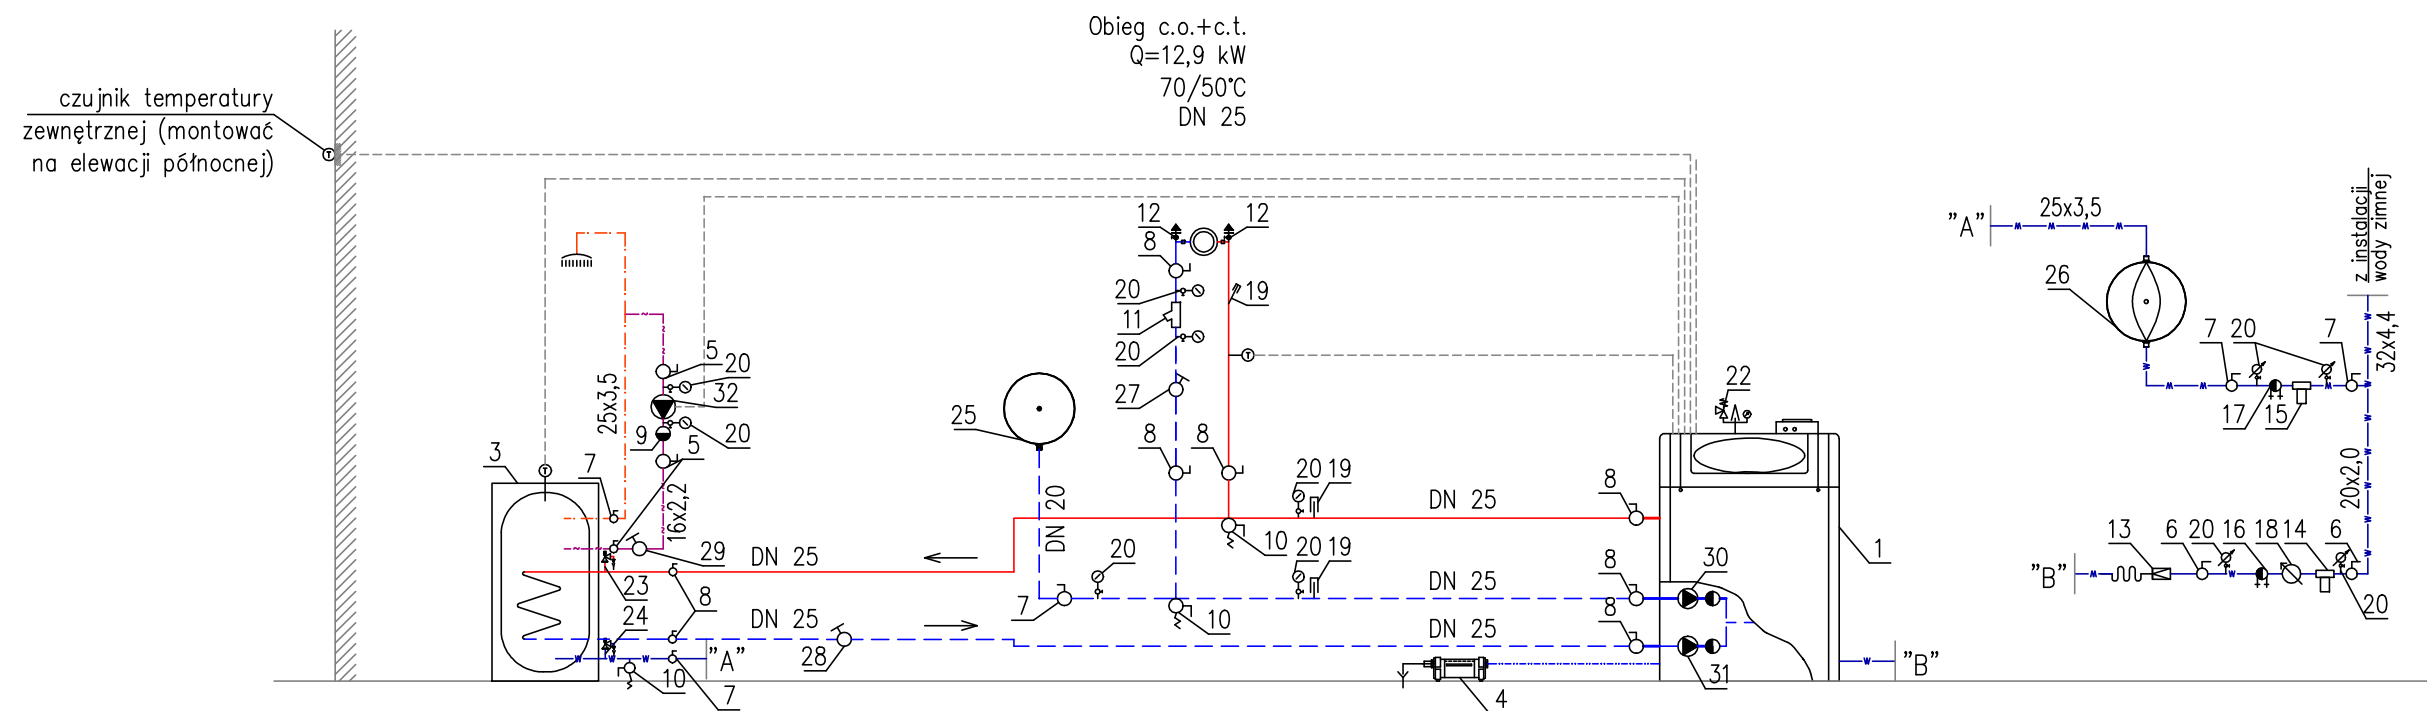 Obieg c.o.+c.t.
Q=12,9 kW
70/50°C
DN 25
czujnik temperatury
zewnętrznej (montować
na elewacji północnej)
12
12
8
20
19
11
20
27
8
8
5
20
32
9
20
5
25x3,5
3
7
16x2,2
29
23
24
8
DN 25
DN 25
"A"
10
7
28
25
DN 20
20
7
10
10
20 19
20 19
DN 25
DN 25
DN 25
8
8
8
22
30
31
1
4
"B"
"A"
25x3,5
z instalacji
wody zimnej
26
7
20
7
32x4,4
17
15
20x2,0
13
6
20
16
18
14
6
"B"
20